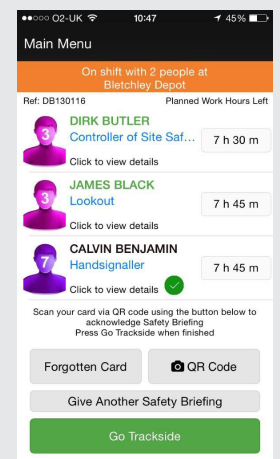 O2-UK 10:47 45%
Main Menu
On shift with 2 people at
Bletchley Depot
Ref: DB130116 Planned Work Hours Left
3 DIRK BUTLER
Controller of Site Saf... 7 h 30 m
Click to view details
3 JAMES BLACK
Lookout 7 h 45 m
Click to view details
7 CALVIN BENJAMIN
Handsignaller 7 h 45 m
Click to view details
Scan your card via QR code using the button below to
acknowledge Safety Briefing
Press Go Trackside when finished
Forgotten Card QR Code
Give Another Safety Briefing
Go Trackside